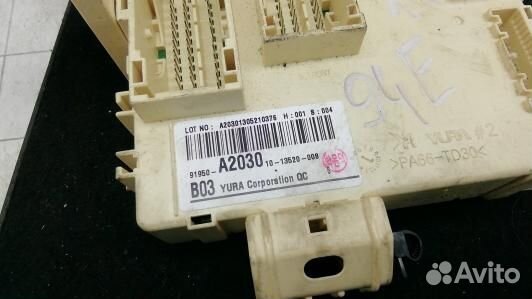 LOT NO : A20301305210376 H:001 S:004
91950- A2030 10-13520-008
B03 YURA Corporation QC
94E
YURA #2
>PA66-TD30<
Avito